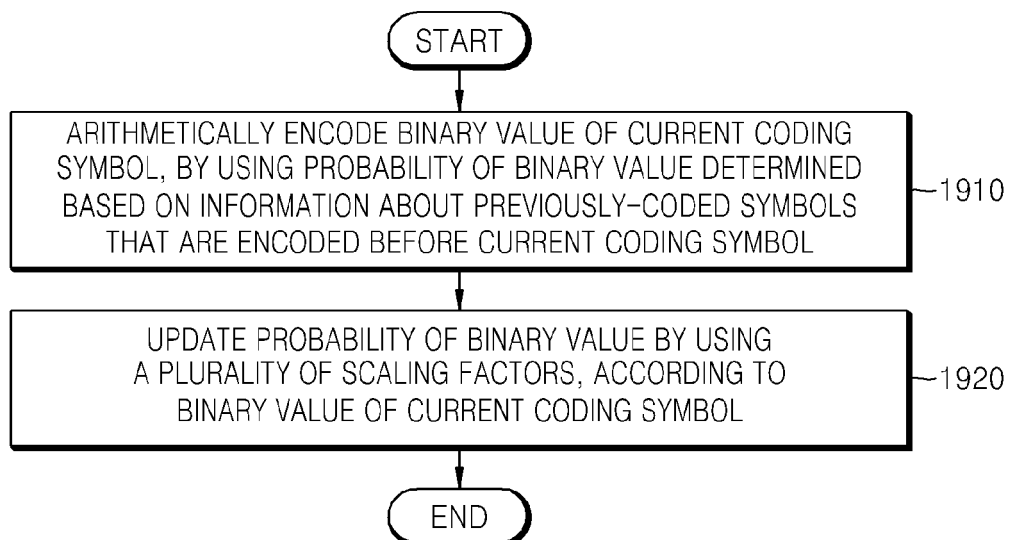 START
ARITHMETICALLY ENCODE BINARY VALUE OF CURRENT CODING
SYMBOL, BY USING PROBABILITY OF BINARY VALUE DETERMINED
BASED ON INFORMATION ABOUT PREVIOUSLY-CODED SYMBOLS
THAT ARE ENCODED BEFORE CURRENT CODING SYMBOL
1910
UPDATE PROBABILITY OF BINARY VALUE BY USING
A PLURALITY OF SCALING FACTORS, ACCORDING TO
BINARY VALUE OF CURRENT CODING SYMBOL
1920
END